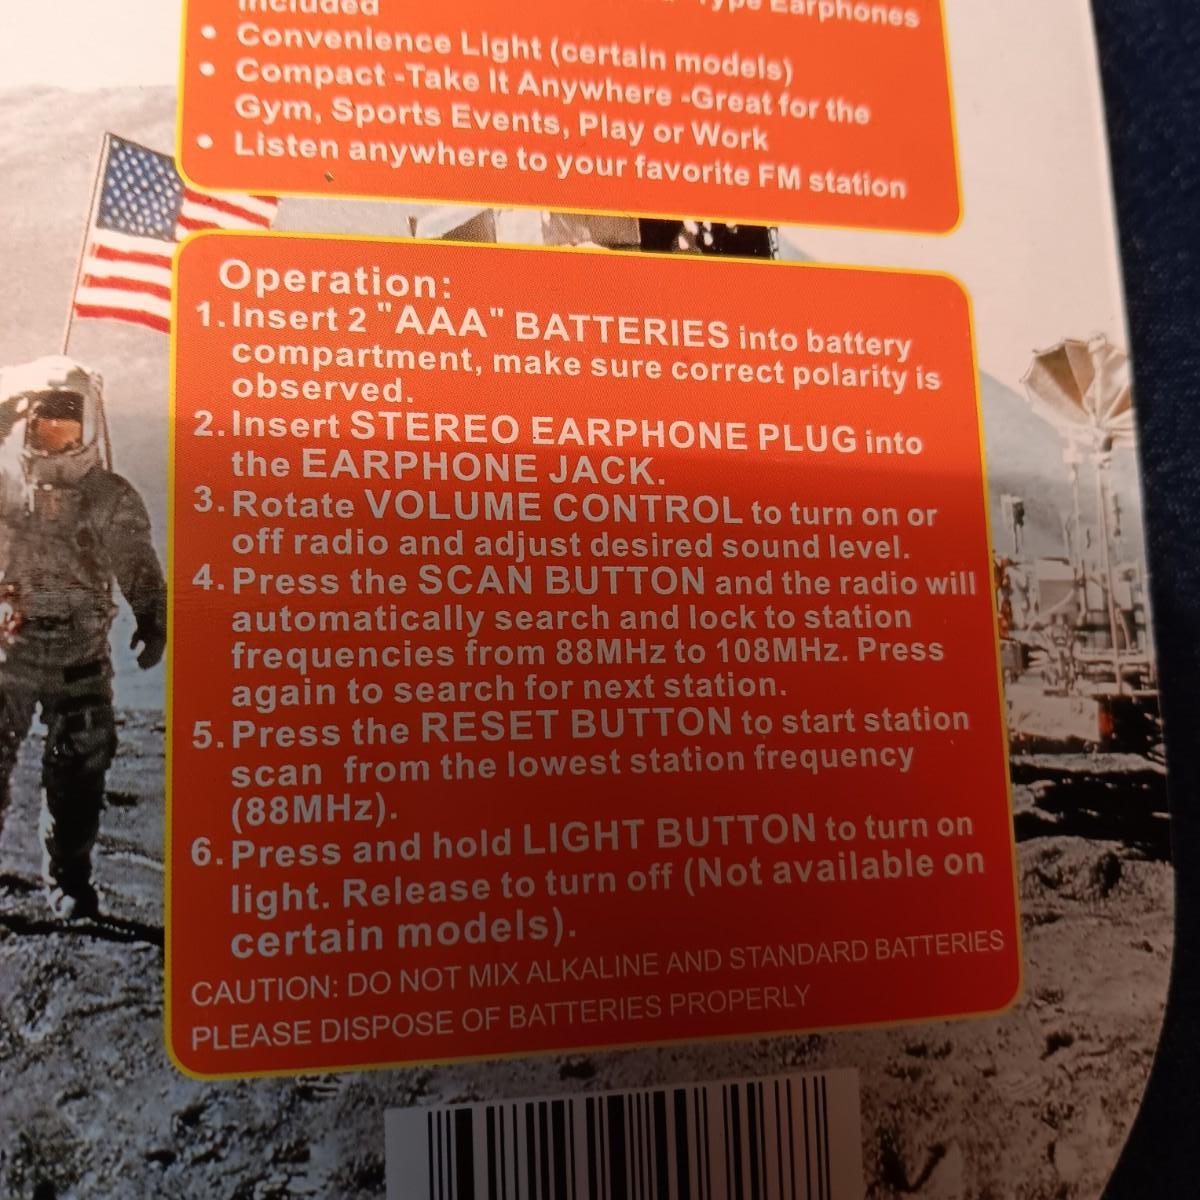 included
Type Earphones
• Convenience Light (certain models)
• Compact -Take It Anywhere -Great for the
Gym, Sports Events, Play or Work
• Listen anywhere to your favorite FM station
Operation:
1. Insert 2 "AAA" BATTERIES into battery
compartment, make sure correct polarity is
observed.
2. Insert STEREO EARPHONE PLUG into
the EARPHONE JACK.
3. Rotate VOLUME CONTROL to turn on or
off radio and adjust desired sound level.
4. Press the SCAN BUTTON and the radio will
automatically search and lock to station
frequencies from 88MHz to 108MHz. Press
again to search for next station.
5. Press the RESET BUTTON to start station
scan from the lowest station frequency
(88MHz).
6. Press and hold LIGHT BUTTON to turn on
light. Release to turn off (Not available on
certain models).
CAUTION: DO NOT MIX ALKALINE AND STANDARD BATTERIES
PLEASE DISPOSE OF BATTERIES PROPERLY